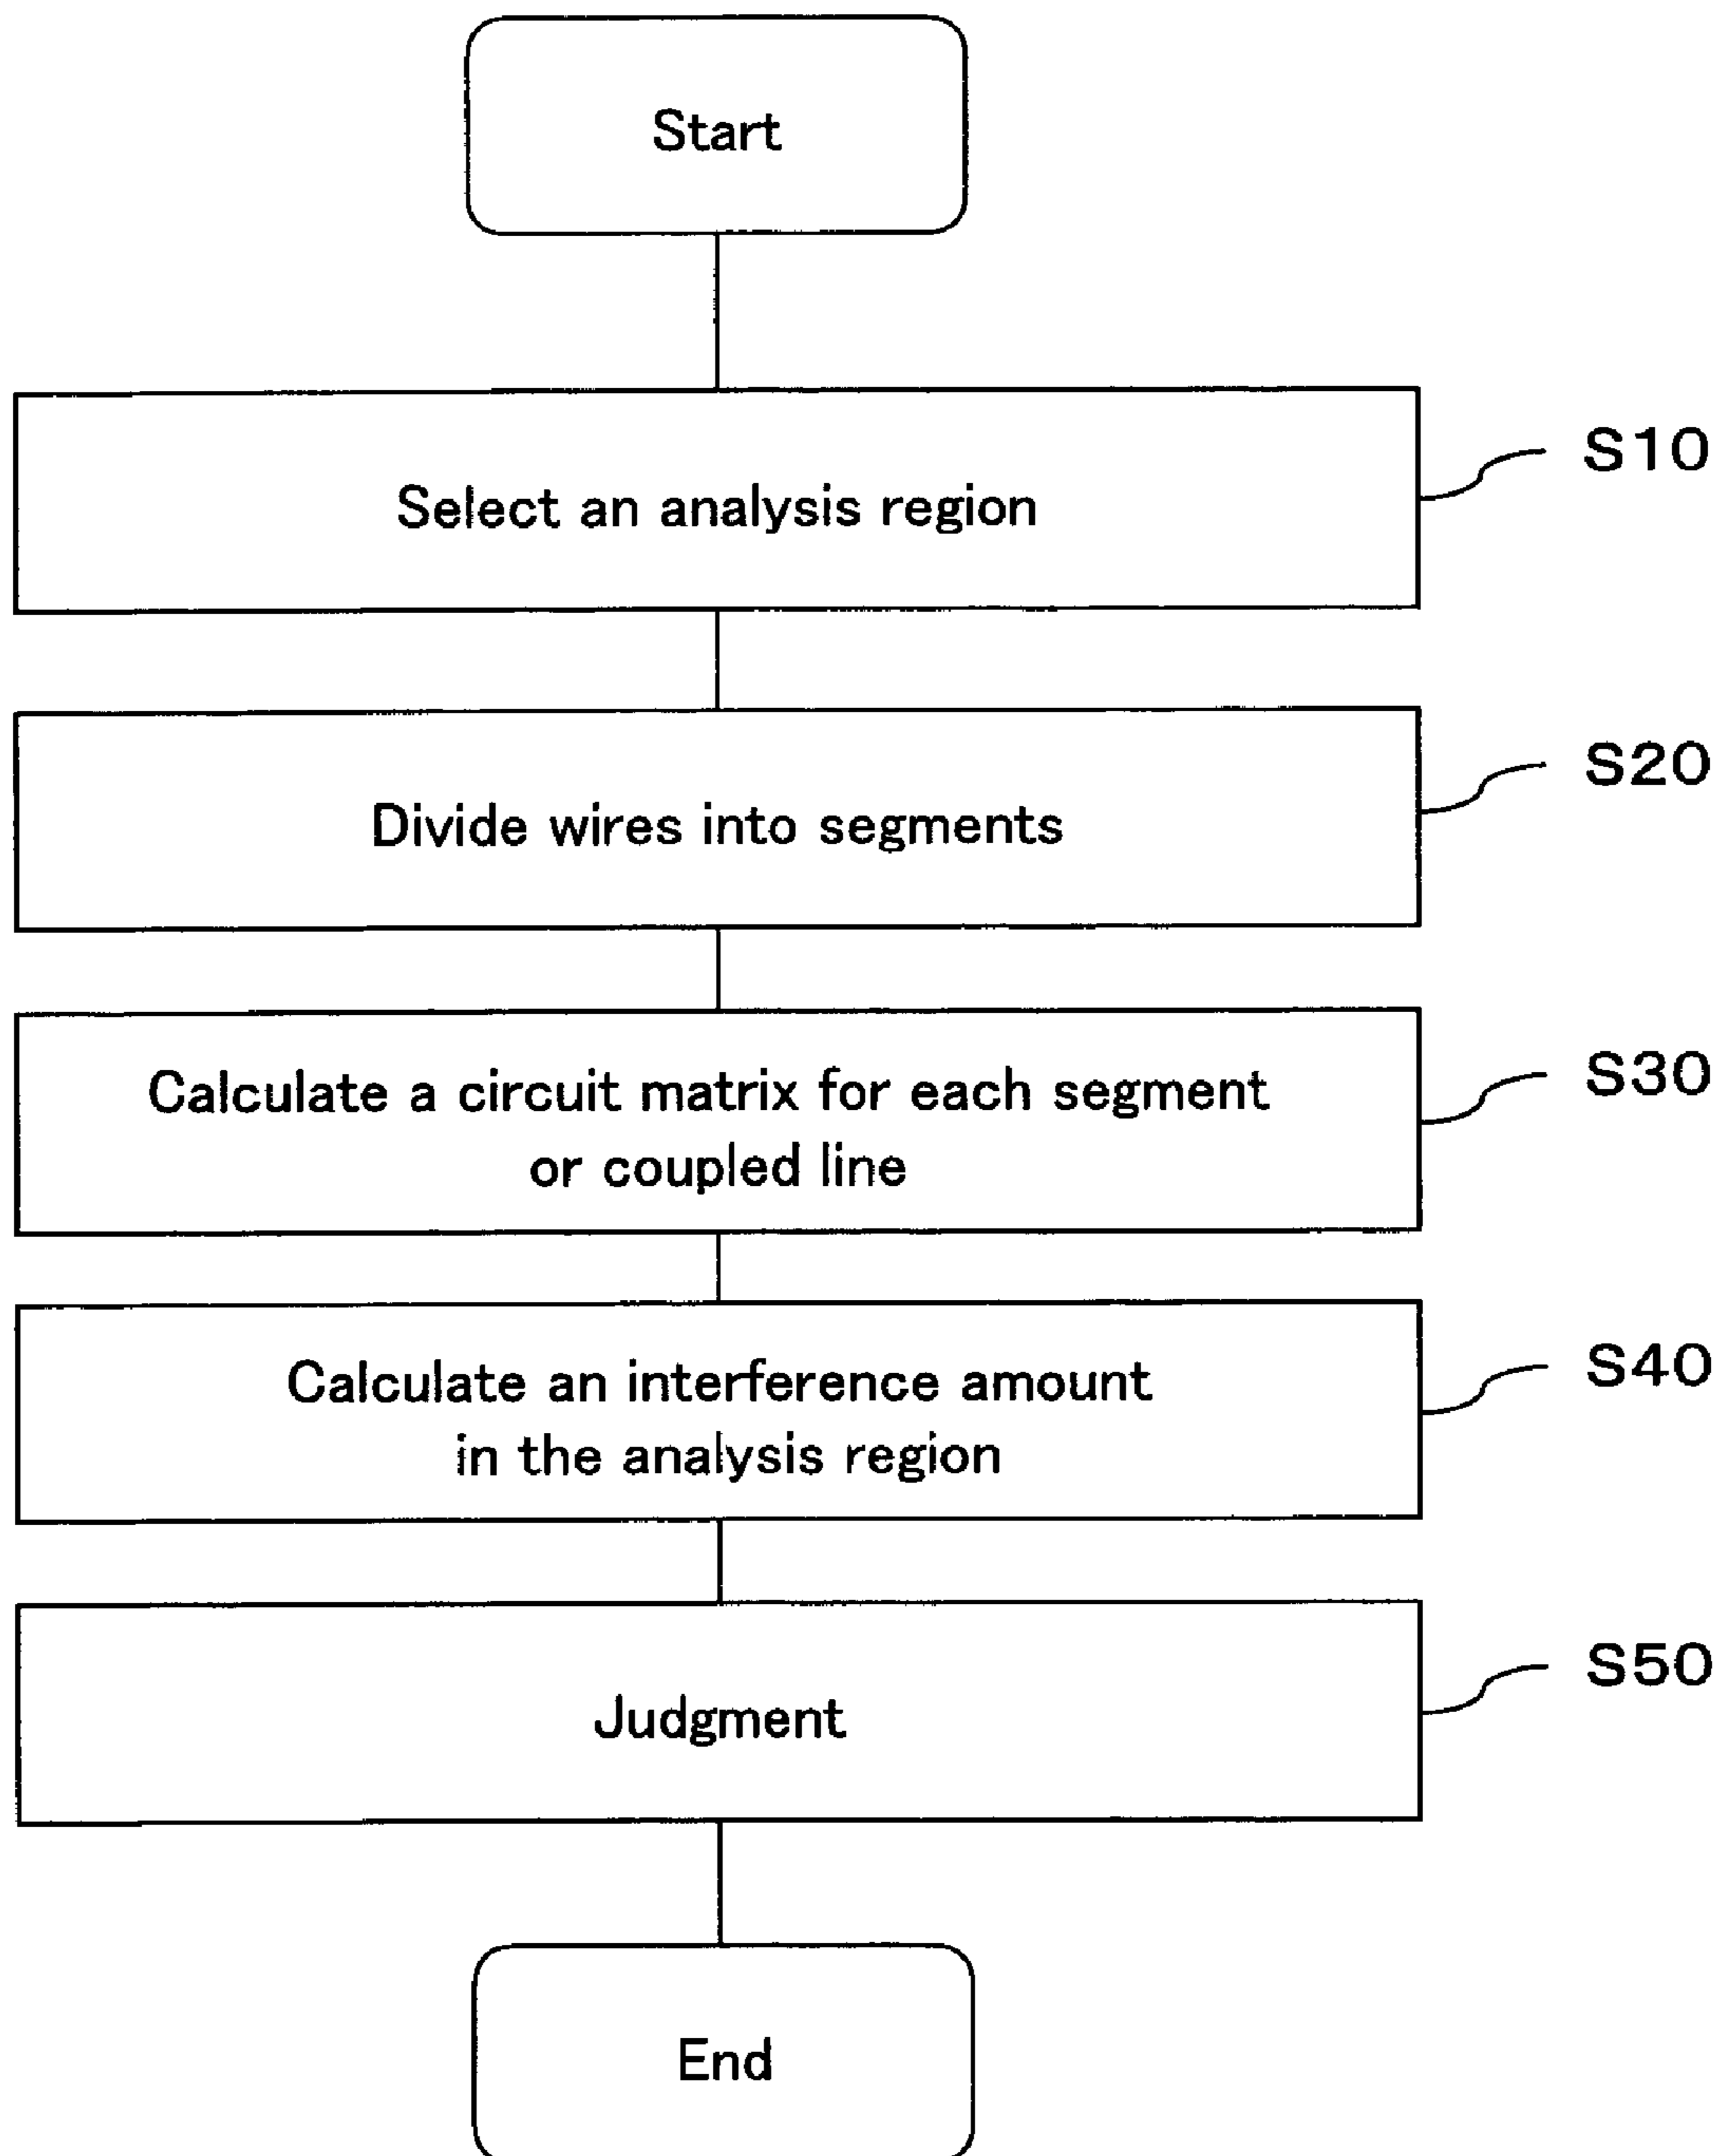 Start
Select an analysis region
S10
Divide wires into segments
S20
Calculate a circuit matrix for each segment
or coupled line
S30
Calculate an interference amount
in the analysis region
S40
Judgment
S50
End